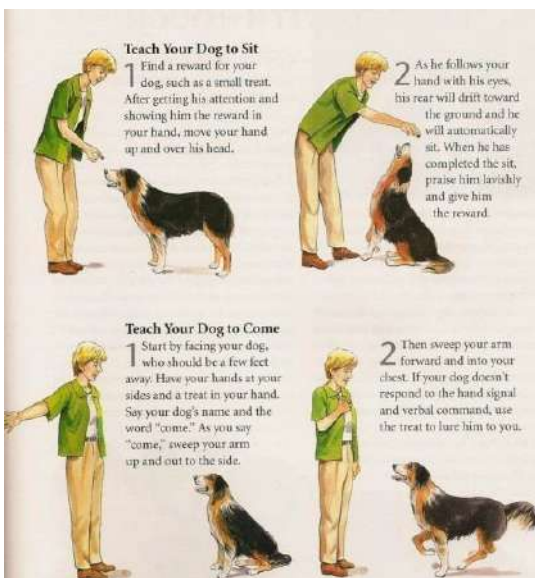 Teach Your Dog to Sit
1 Find a reward for your
dog, such as a small treat.
After getting his attention and
showing him the reward in
your hand, move your hand
up and over his head.
2 As he follows your
hand with his eyes,
his rear will drift toward
the ground and he
will automatically
sit. When he has
completed the sit,
praise him lavishly
and give him
the reward.
Teach Your Dog to Come
1 Start by facing your dog,
who should be a few feet
away. Have your hands at your
sides and a treat in your hand.
Say your dog's name and the
word "come." As you say
"come," sweep your arm
up and out to the side.
2 Then sweep your arm
forward and into your
chest. If your dog doesn't
respond to the hand signal
and verbal command, use
the treat to lure him to you.